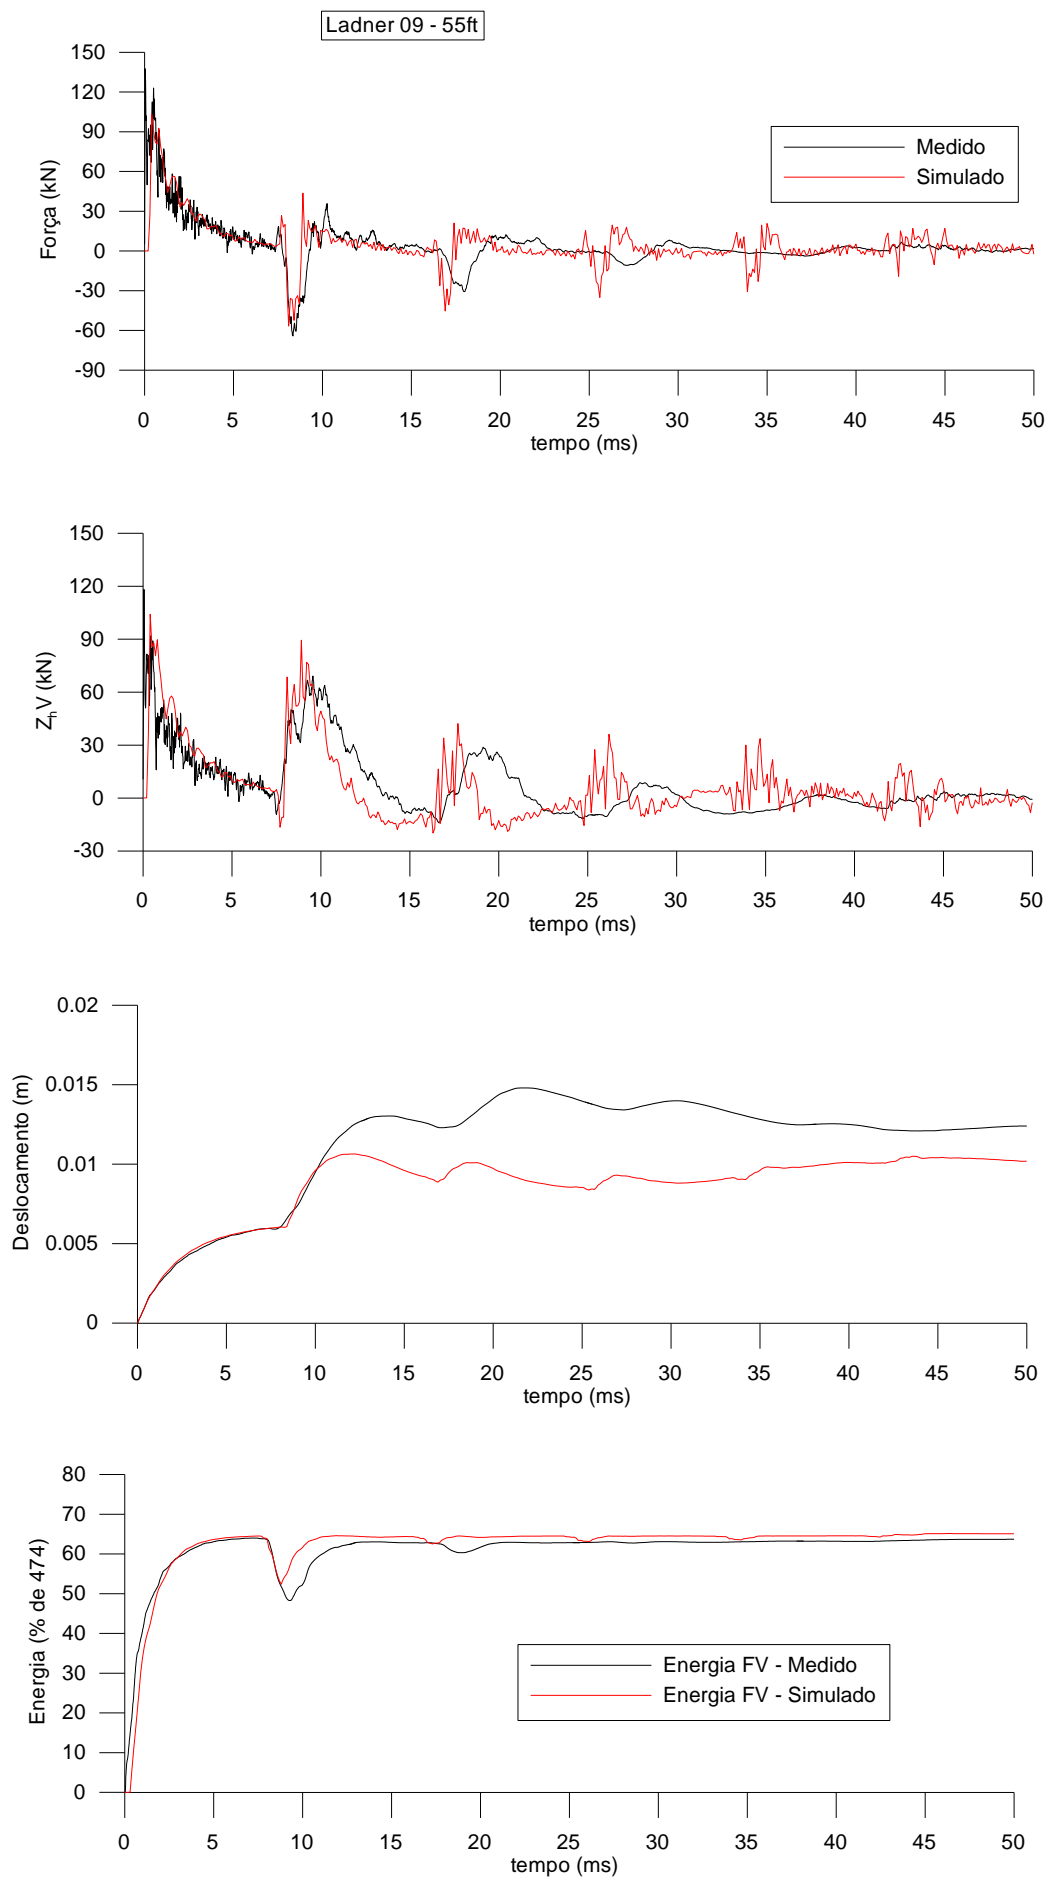 Ladner 09 - 55ft
150
120
90
60
30
0
-30
-60
-90
Força (kN)
Medido
Simulado
0 5 10 15 20 25 30 35 40 45 50
tempo (ms)
150
120
90
60
30
0
-30
ZhV (kN)
0 5 10 15 20 25 30 35 40 45 50
tempo (ms)
0.02
0.015
0.01
0.005
0
Deslocamento (m)
0 5 10 15 20 25 30 35 40 45 50
tempo (ms)
80
70
60
50
40
30
20
10
0
Energia (% de 474)
Energia FV - Medido
Energia FV - Simulado
0 5 10 15 20 25 30 35 40 45 50
tempo (ms)